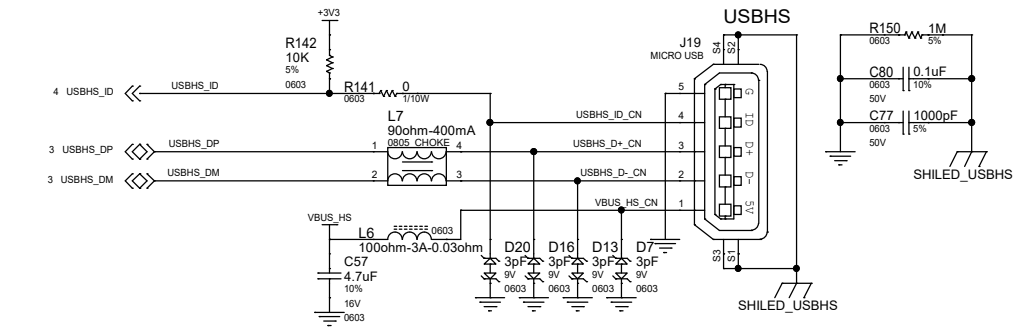 USBHS
+3V3
R142
10K
5%
0603
J19
MICRO USB
S4
S2
R150
0603
1M
5%
C80
0603
50V
0.1uF
10%
C77
0603
50V
1000pF
5%
SHILED_USBHS
4 USBHS_ID
USBHS_ID
R141
0603
0
1/10W
L7
90ohm-400mA
0805 CHOKE
USBHS_ID_CN
5
4
G
ID
3 USBHS_DP
USBHS_DP
1
4
USBHS_D+_CN
3
D+
3 USBHS_DM
USBHS_DM
2
3
USBHS_D-_CN
2
D-
VBUS_HS_CN
1
5V
VBUS_HS
L6
0603
100ohm-3A-0.03ohm
C57
4.7uF
10%
16V
0603
D20
3pF
9V
0603
D16
3pF
9V
0603
D13
3pF
9V
0603
D7
3pF
9V
0603
S3
S1
SHILED_USBHS